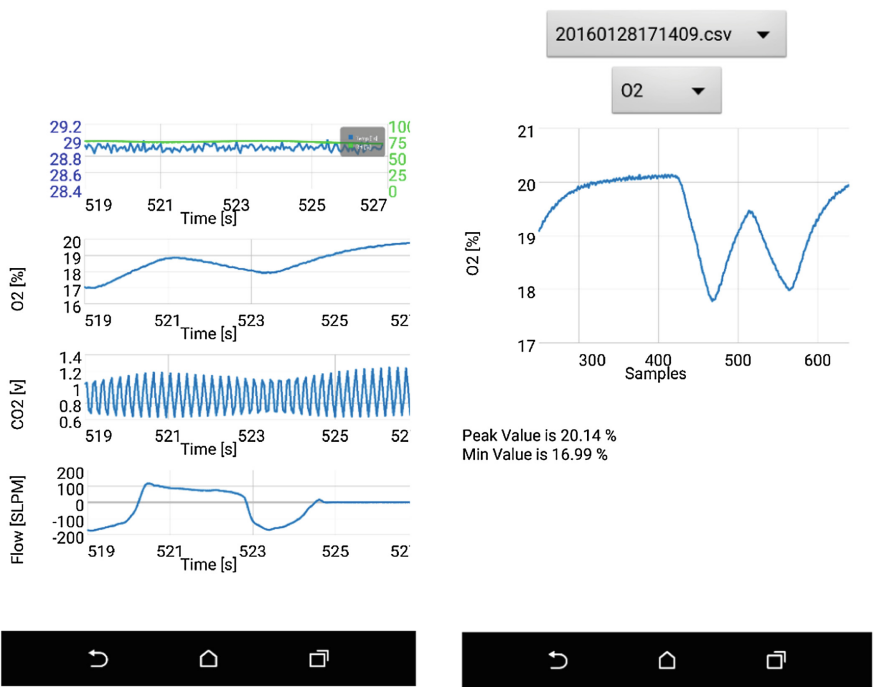 29.2
29
28.8
28.6
28.4
100
75
50
25
0
519 521 523 525 527
Time [s]
O2 [%]
20
19
18
17
16
519 521 523 525 52
Time [s]
CO2 [v]
1.4
1.2
1
0.8
0.6
519 521 523 525 52
Time [s]
Flow [SLPM]
200
100
0
-100
-200
519 521 523 525 52
Time [s]
20160128171409.csv
O2
O2 [%]
21
20
19
18
17
300 400 500 600
Samples
Peak Value is 20.14 %
Min Value is 16.99 %